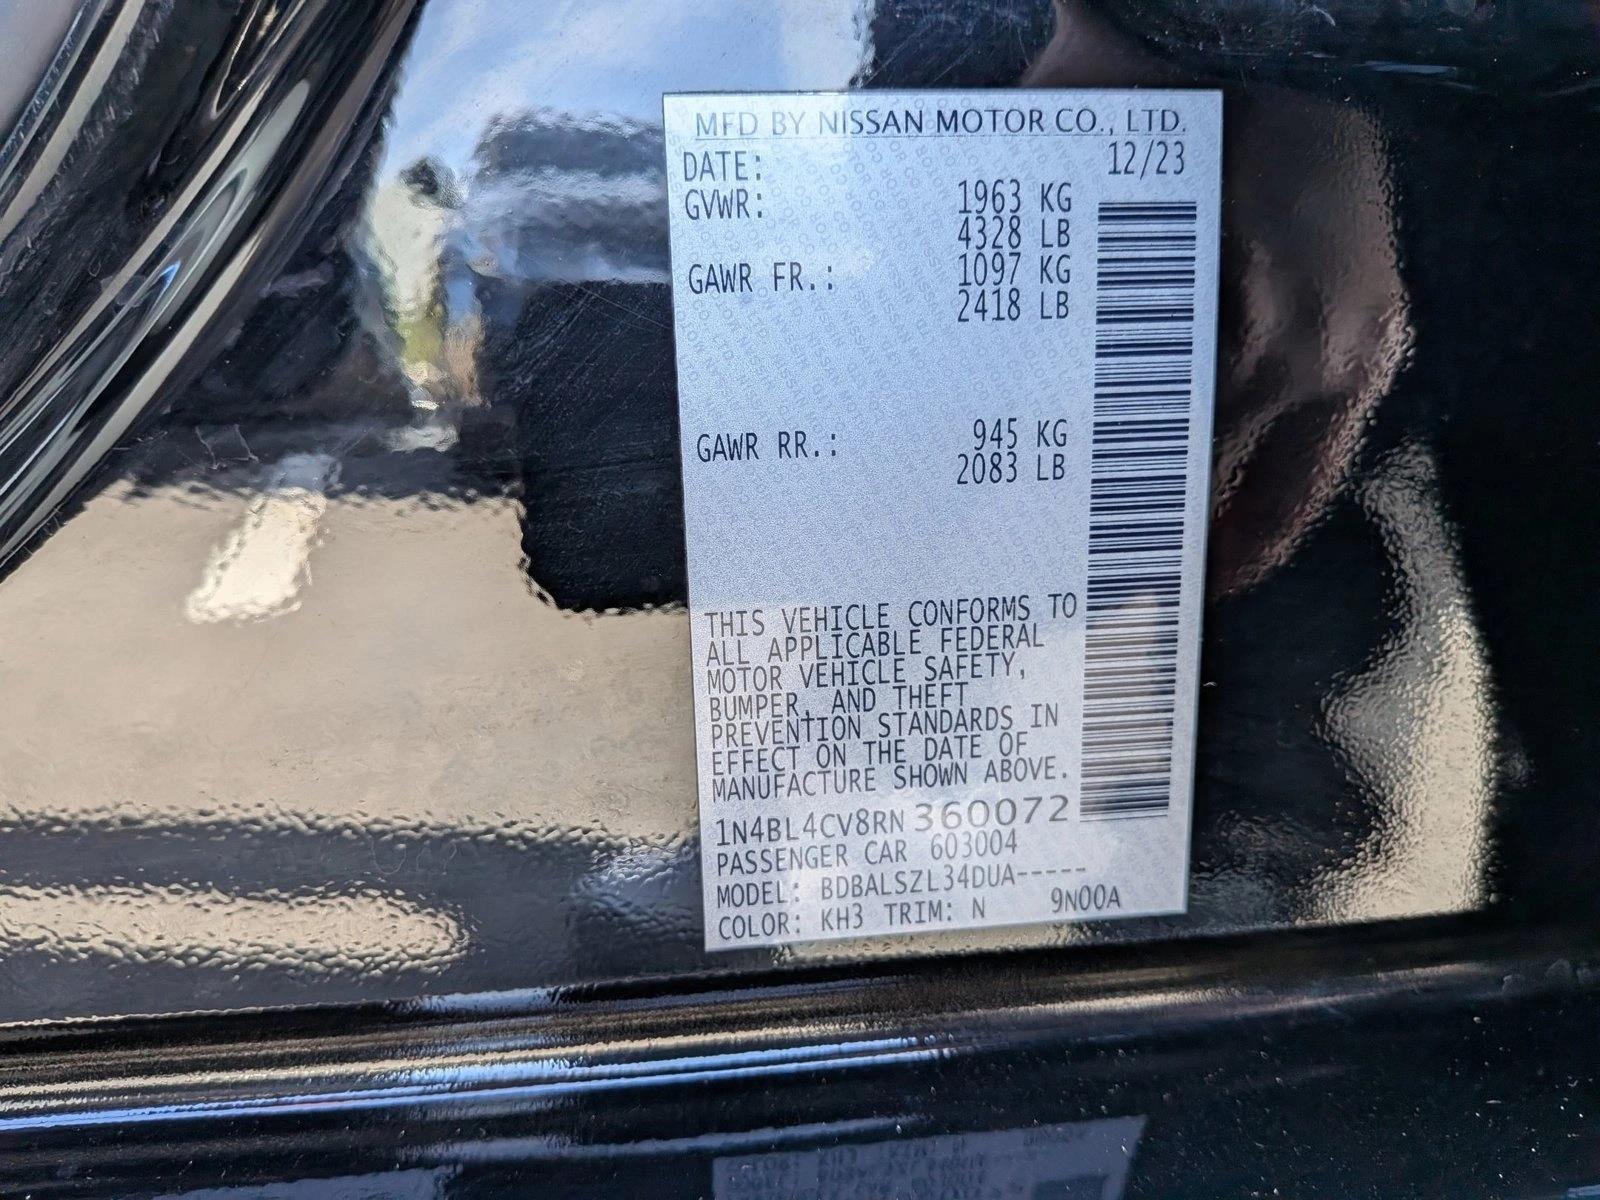 MFD BY NISSAN MOTOR CO., LTD.
DATE: 12/23
GVWR: 1963 KG
4328 LB
GAWR FR.: 1097 KG
2418 LB
GAWR RR.: 945 KG
2083 LB
THIS VEHICLE CONFORMS TO
ALL APPLICABLE FEDERAL
MOTOR VEHICLE SAFETY,
BUMPER, AND THEFT
PREVENTION STANDARDS IN
EFFECT ON THE DATE OF
MANUFACTURE SHOWN ABOVE.
1N4BL4CV8RN360072
PASSENGER CAR 603004
MODEL: BDBALSZL34DUA-----
COLOR: KH3 TRIM: N 9N00A